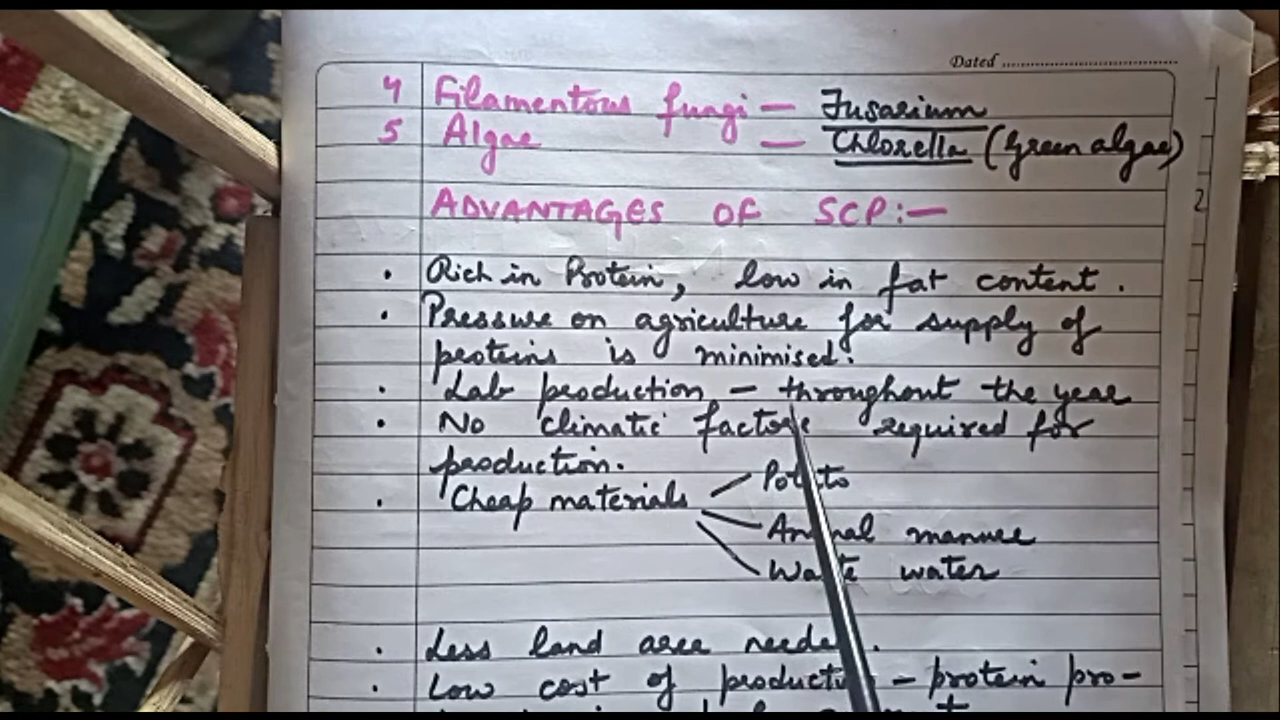 Dated
4 Filamentous fungi — Fusarium
5 Algae — Chlorella (Green algae)
ADVANTAGES OF SCP:—
2
• Rich in Protein, low in fat content.
• Pressure on agriculture for supply of
proteins is minimised.
• Lab production – throughout the year
• No climatic factors required for
production.
• Cheap materials
Potato
Animal manure
Waste water
• Less land area needed.
• Low cost of production – protein pro-